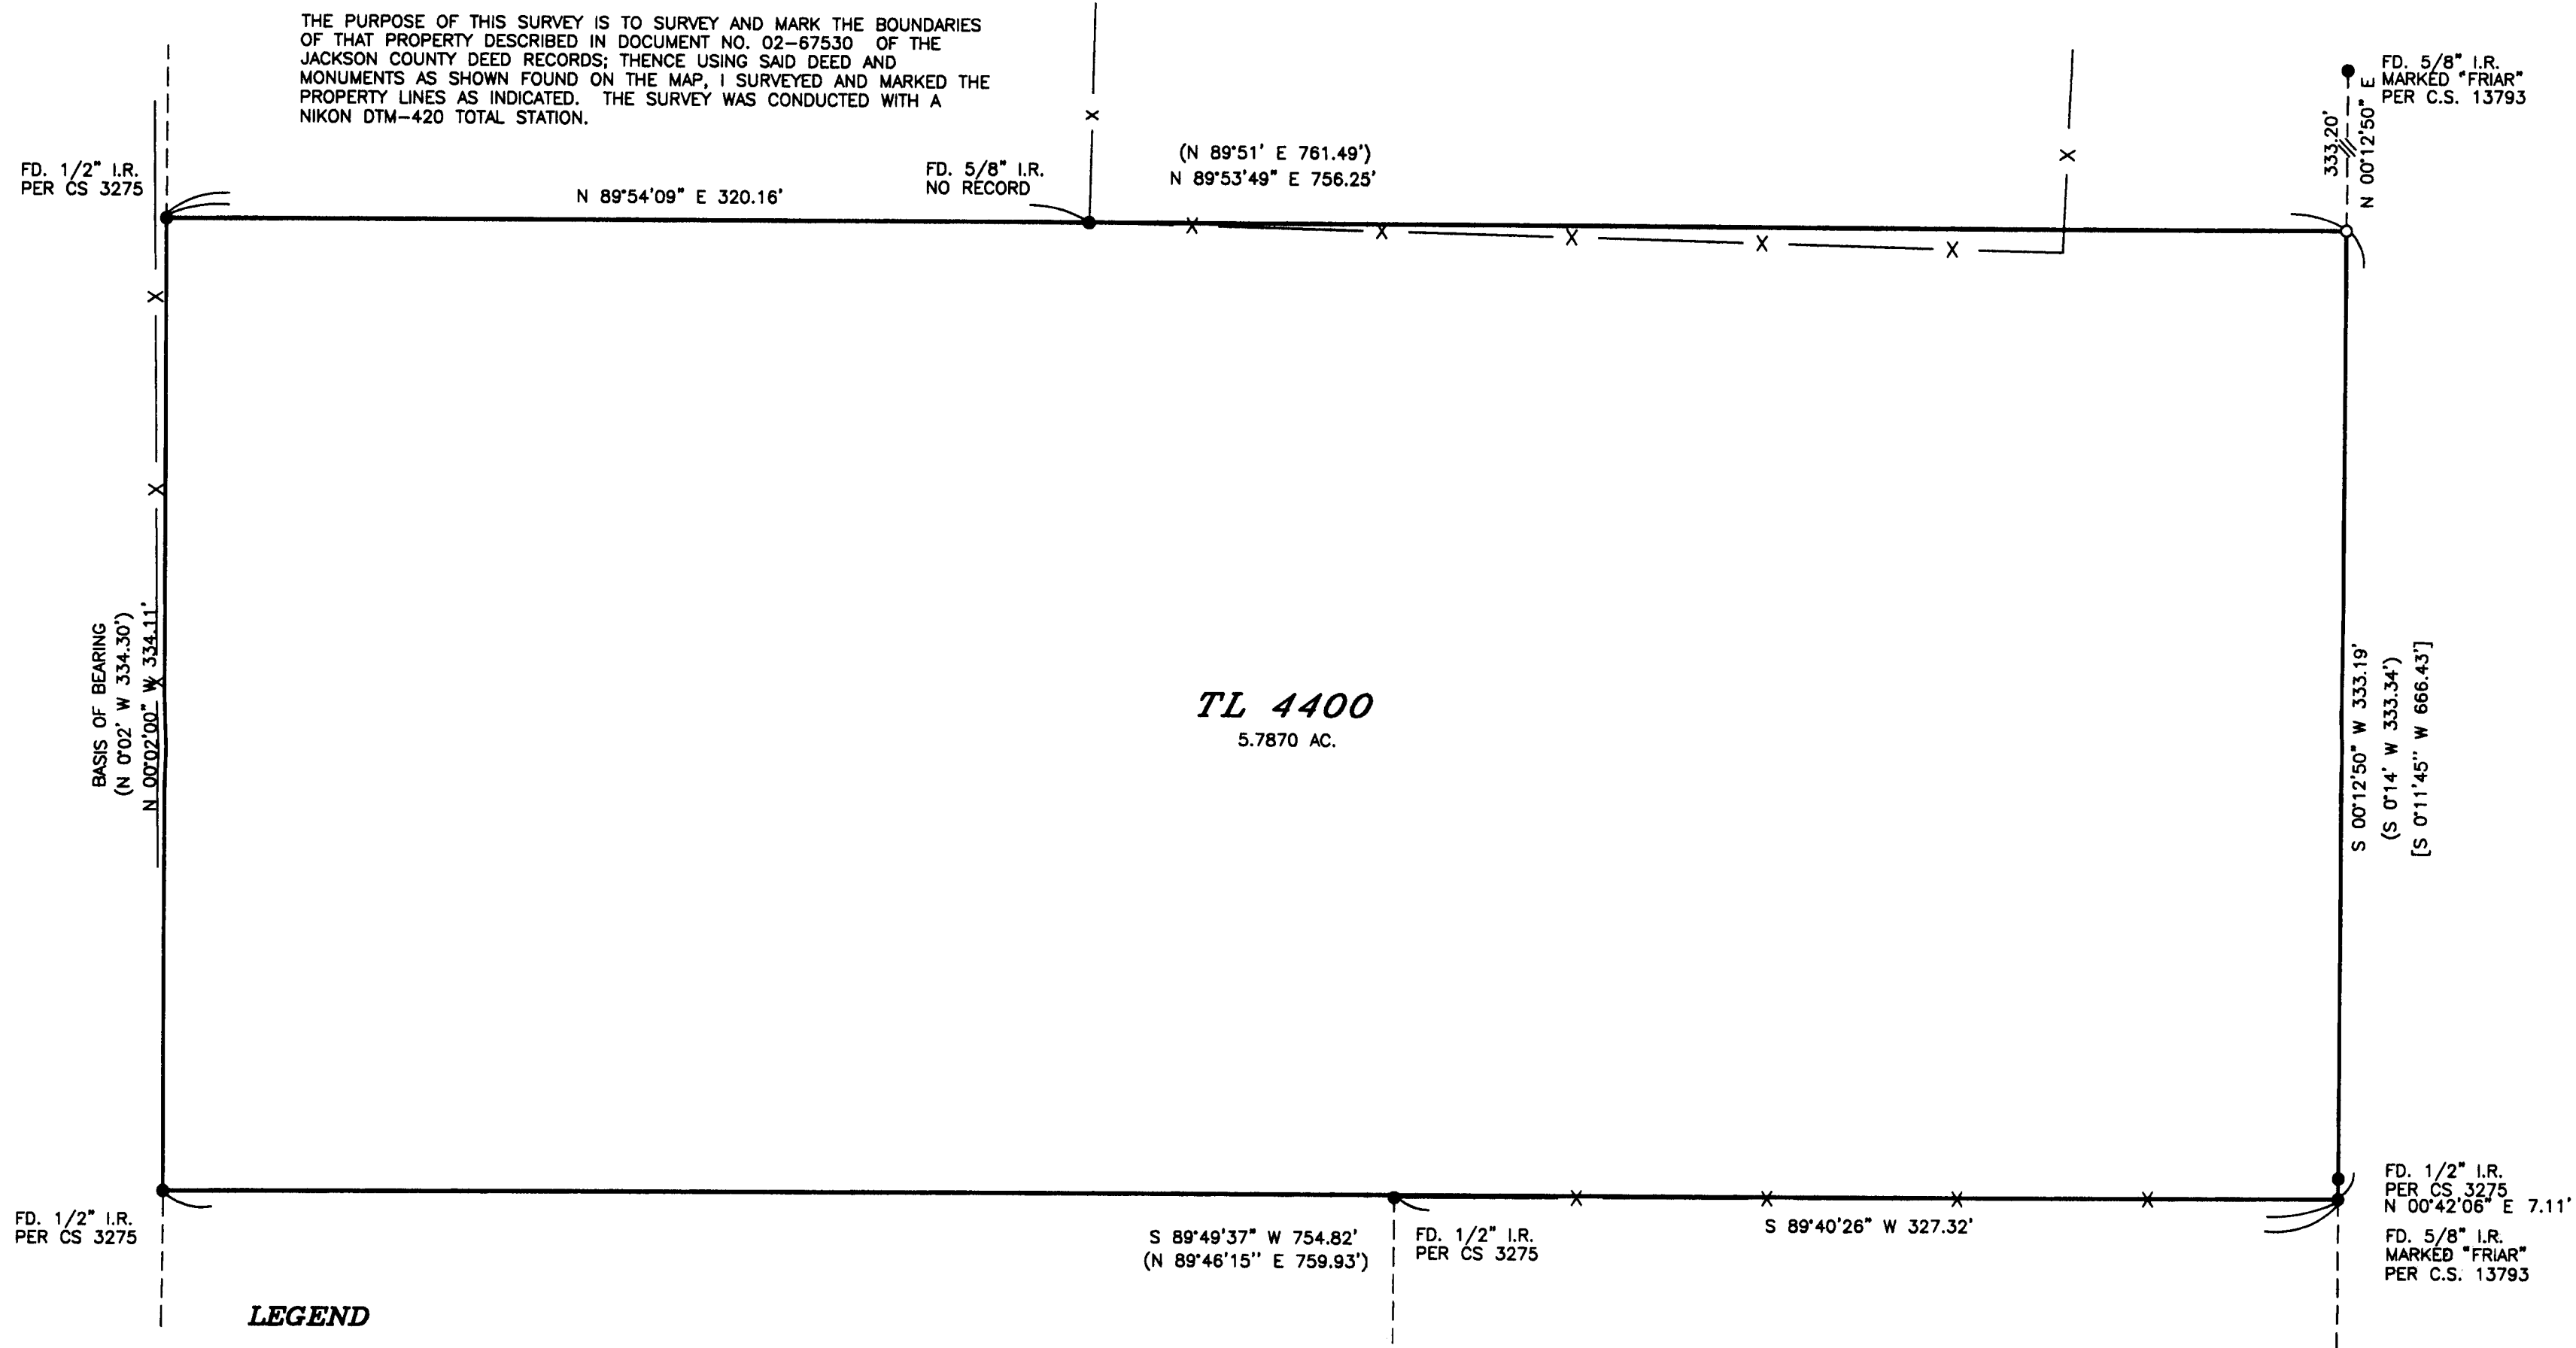 THE PURPOSE OF THIS SURVEY IS TO SURVEY AND MARK THE BOUNDARIES
OF THAT PROPERTY DESCRIBED IN DOCUMENT NO. 02-67530 OF THE
JACKSON COUNTY DEED RECORDS; THENCE USING SAID DEED AND
MONUMENTS AS SHOWN FOUND ON THE MAP, I SURVEYED AND MARKED THE
PROPERTY LINES AS INDICATED. THE SURVEY WAS CONDUCTED WITH A
NIKON DTM-420 TOTAL STATION.
FD. 5/8" I.R.
MARKED "FRIAR"
PER C.S. 13793
333.20'
N 00°12'50" E
FD. 1/2" I.R.
PER CS 3275
N 89°54'09" E 320.16'
FD. 5/8" I.R.
NO RECORD
(N 89°51' E 761.49')
N 89°53'49" E 756.25'
BASIS OF BEARING
(N 0°02' W 334.30')
N 00°02'00" W 334.11'
TL 4400
5.7870 AC.
S 00°12'50" W 333.19'
(S 0°14' W 333.34')
[S 0°11'45'' W 666.43']
FD. 1/2" I.R.
PER CS 3275
S 89°49'37" W 754.82'
(N 89°46'15'' E 759.93')
FD. 1/2" I.R.
PER CS 3275
S 89°40'26" W 327.32'
FD. 1/2" I.R.
PER CS 3275
N 00°42'06" E 7.11'
FD. 5/8" I.R.
MARKED "FRIAR"
PER C.S. 13793
LEGEND